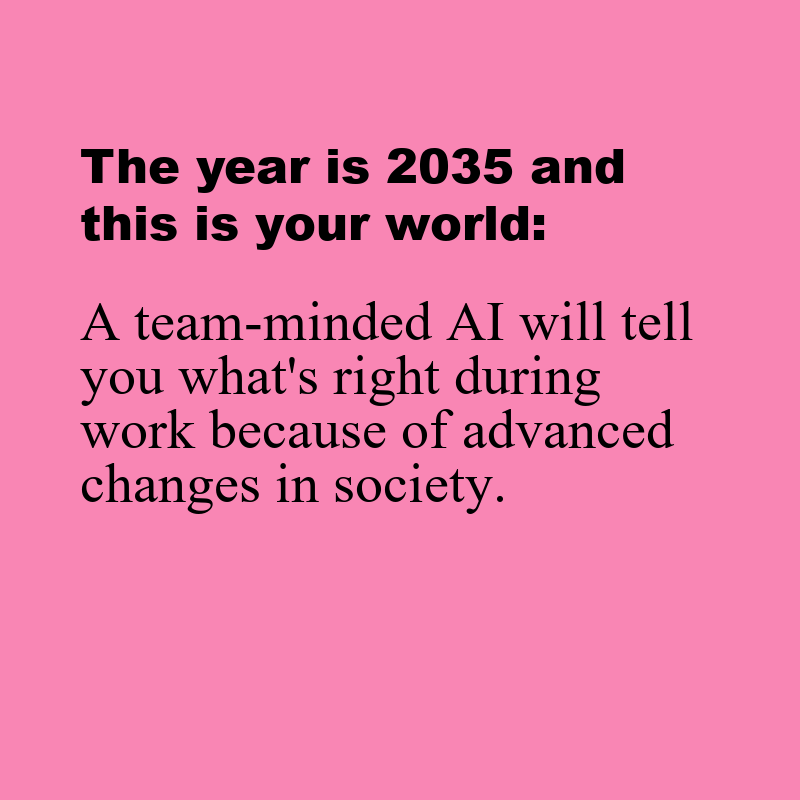 The year is 2035 and
this is your world:
A team-minded AI will tell
you what's right during
work because of advanced
changes in society.